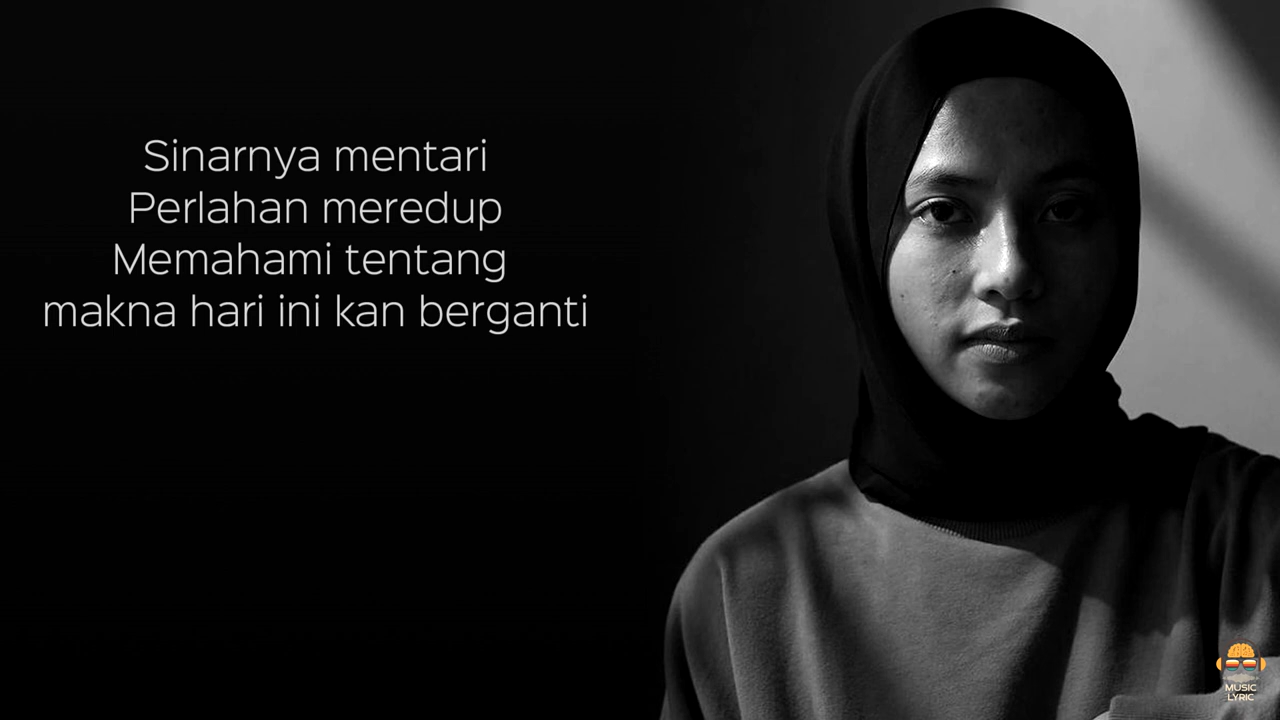 Sinarnya mentari
Perlahan meredup
Memahami tentang
makna hari ini kan berganti
MUSIC
LYRIC